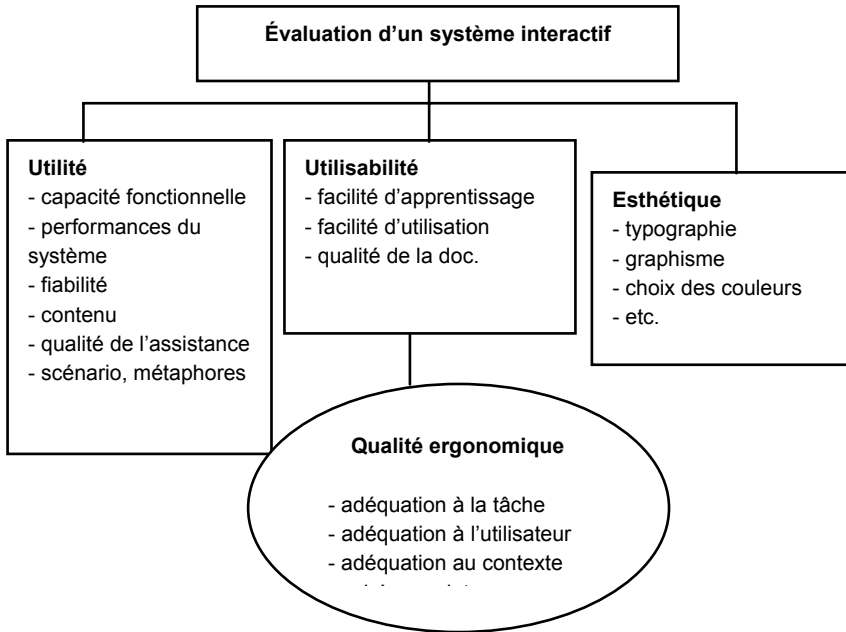 Évaluation d’un système interactif
Utilité
- capacité fonctionnelle
- performances du
système
- fiabilité
- contenu
- qualité de l’assistance
- scénario, métaphores
Utilisabilité
- facilité d’apprentissage
- facilité d’utilisation
- qualité de la doc.
Esthétique
- typographie
- graphisme
- choix des couleurs
- etc.
Qualité ergonomique
- adéquation à la tâche
- adéquation à l’utilisateur
- adéquation au contexte